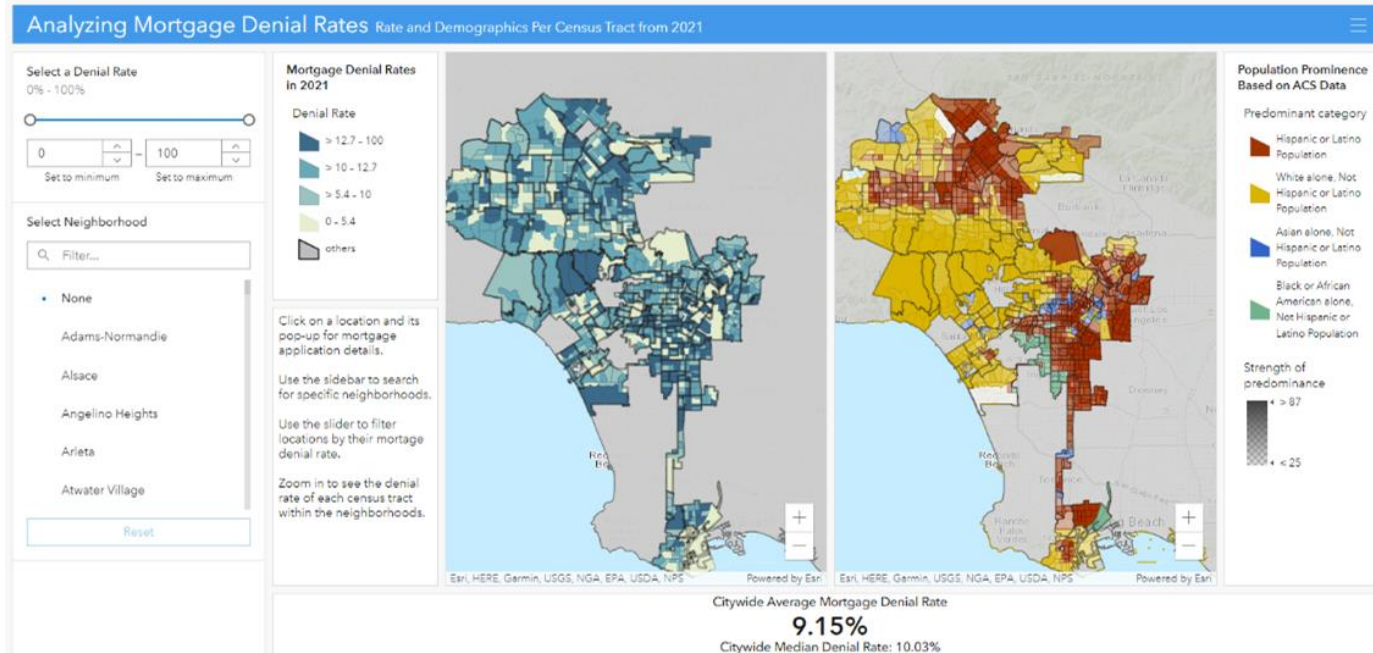 Analyzing Mortgage Denial Rates Rate and Demographics Per Census Tract from 2021
Select a Denial Rate
0% - 100%
0 - 100
Set to minimum Set to maximum
Select Neighborhood
Filter...
None
Adams-Normandie
Alsace
Angelino Heights
Arleta
Atwater Village
Reset
Mortgage Denial Rates
in 2021
Denial Rate
> 12.7 - 100
> 10 - 12.7
> 5.4 - 10
0 - 5.4
others
Click on a location and its
pop-up for mortgage
application details.
Use the sidebar to search
for specific neighborhoods.
Use the slider to filter
locations by their mortage
denial rate.
Zoom in to see the denial
rate of each census tract
within the neighborhoods.
+
−
Esri, HERE, Garmin, USGS, NGA, EPA, USDA, NPS Powered by Esri
Burbank
Pasadena
Santa
Downey
Torrance
Rancho
Palos
Verdes
Beach
+
−
Esri, HERE, Garmin, USGS, NGA, EPA, USDA, NPS Powered by Esri
Population Prominence
Based on ACS Data
Predominant category
Hispanic or Latino
Population
White alone, Not
Hispanic or Latino
Population
Asian alone, Not
Hispanic or Latino
Population
Black or African
American alone,
Not Hispanic or
Latino Population
Strength of
predominance
> 87
< 25
Citywide Average Mortgage Denial Rate
9.15%
Citywide Median Denial Rate: 10.03%